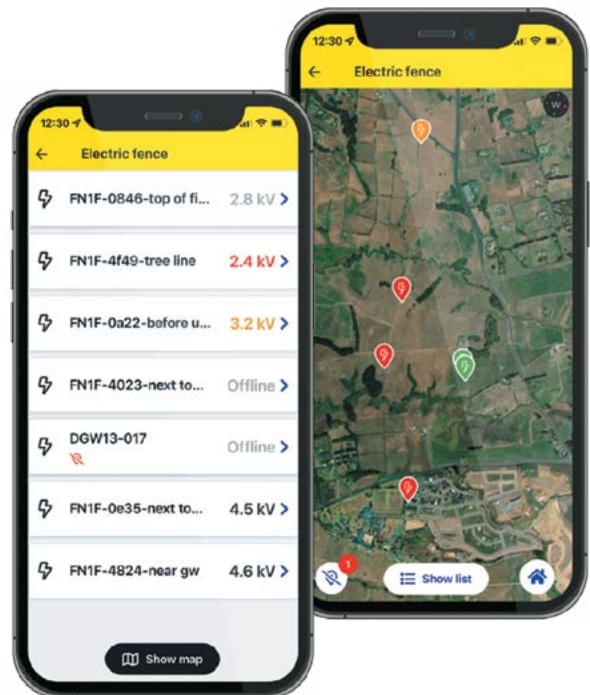 12:30
Electric fence
FN1F-0846-top of fi... 2.8 kV
FN1F-4f49-tree line 2.4 kV
FN1F-0a22-before u... 3.2 kV
FN1F-4023-next to... Offline
DGW13-017 Offline
FN1F-0e35-next to... 4.5 kV
FN1F-4824-near gw 4.6 kV
Show map
12:30
Electric fence
W
1
Show list